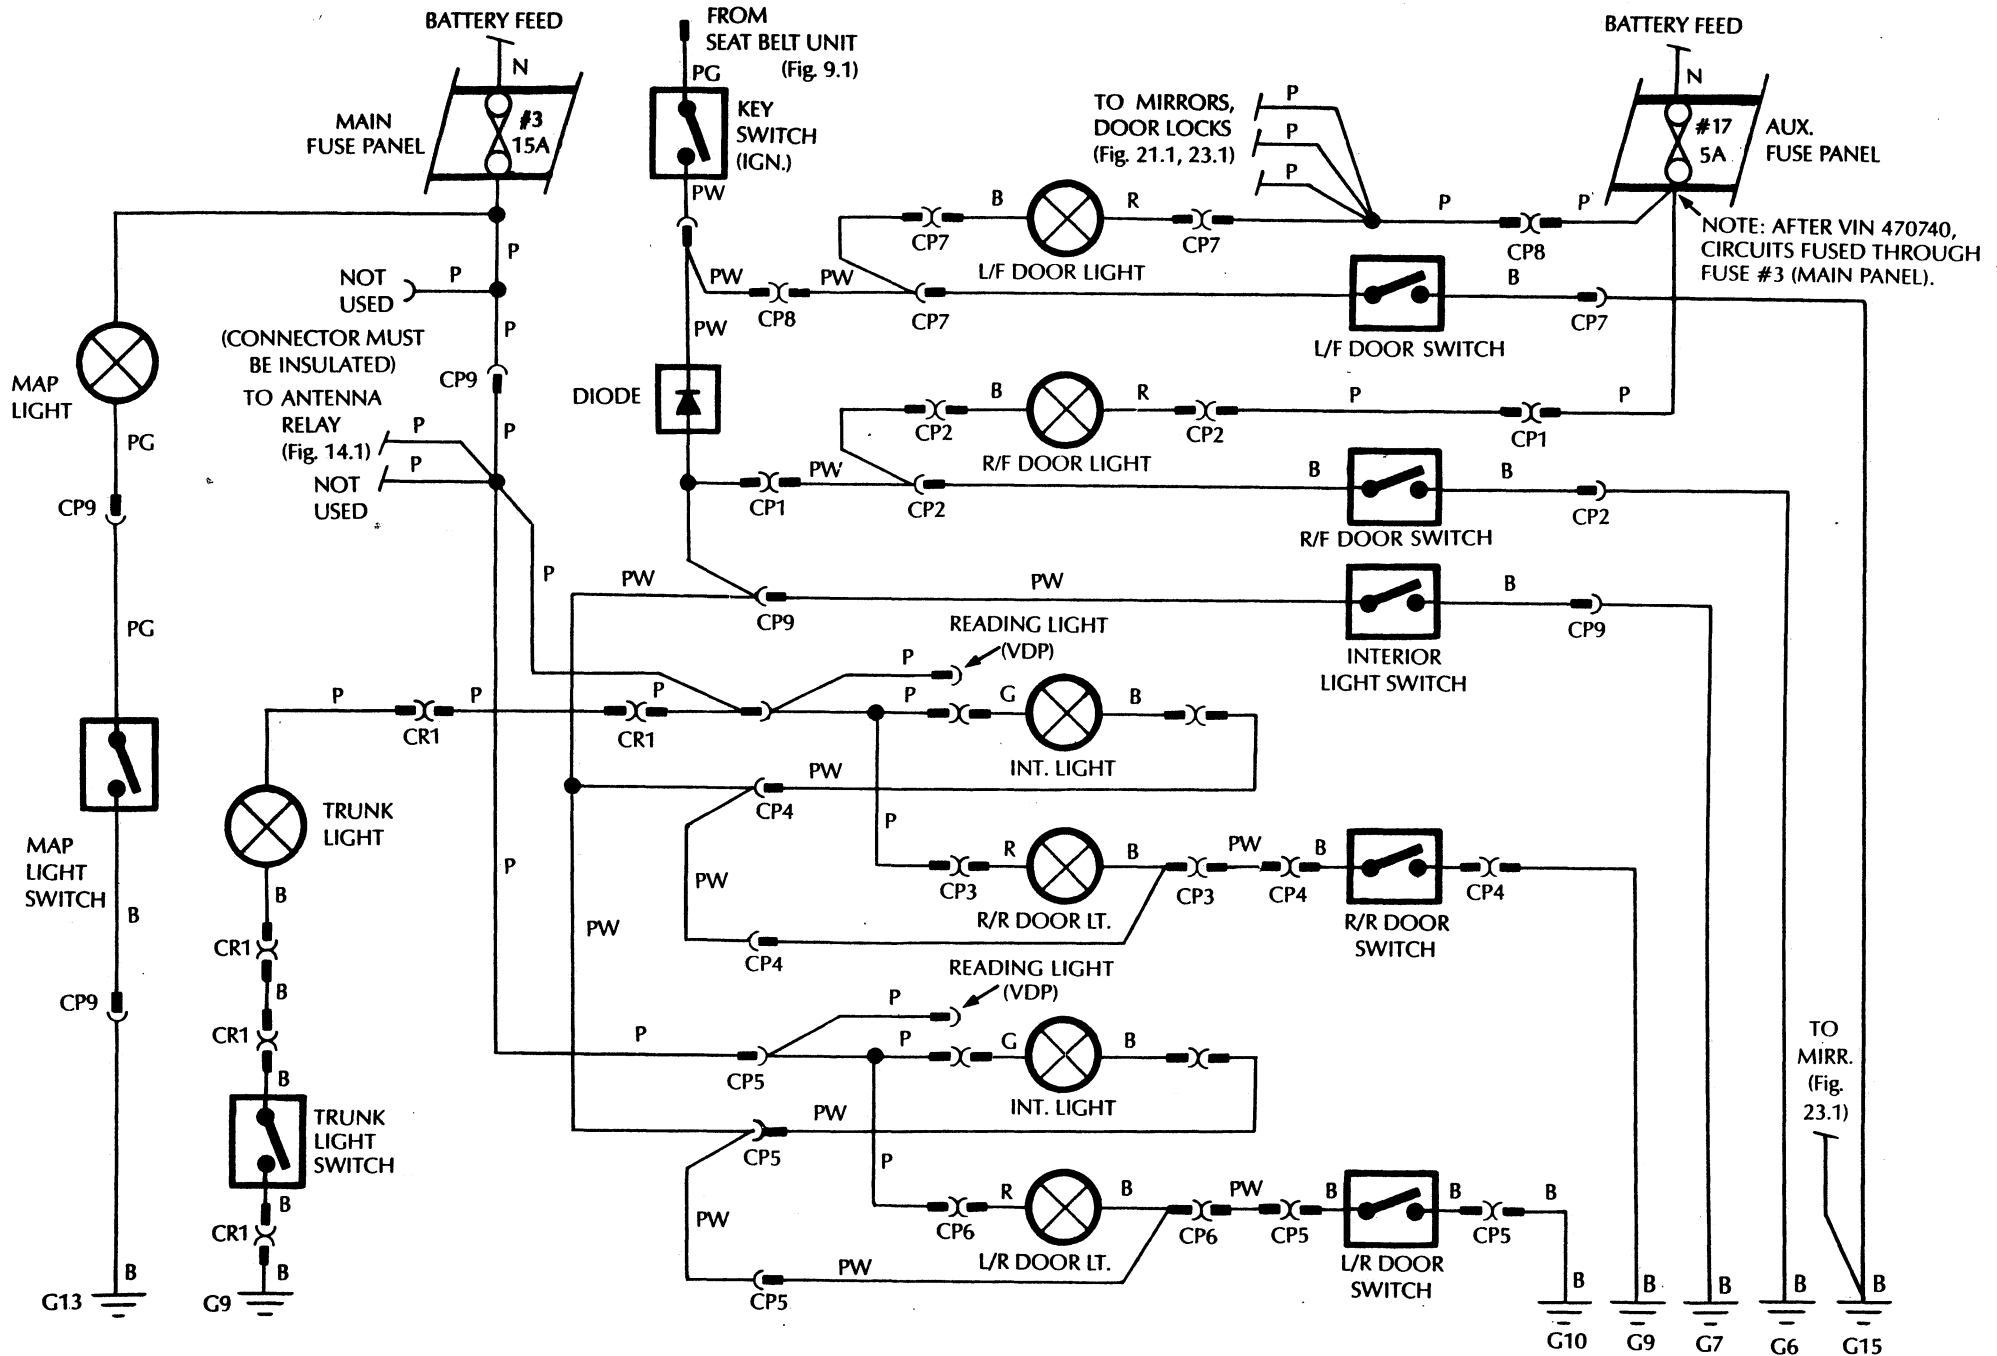 BATTERY FEED
N
MAIN
FUSE PANEL
#3
15A
FROM
SEAT BELT UNIT
(Fig. 9.1)
PG
KEY
SWITCH
(IGN.)
PW
TO MIRRORS,
DOOR LOCKS
(Fig. 21.1, 23.1)
P
P
P
BATTERY FEED
N
#17
5A
AUX.
FUSE PANEL
NOTE: AFTER VIN 470740,
CIRCUITS FUSED THROUGH
FUSE #3 (MAIN PANEL).
P
NOT
USED
P
(CONNECTOR MUST
BE INSULATED)
P
CP9
TO ANTENNA
RELAY
(Fig. 14.1)
P
P
P
NOT
USED
PW
CP8
PW
CP7
CP7
B
R
CP7
L/F DOOR LIGHT
P
CP8
P
L/F DOOR SWITCH
B
CP7
PW
DIODE
CP2
B
R
CP2
P
CP1
P
R/F DOOR LIGHT
CP1
PW
CP2
B
R/F DOOR SWITCH
B
CP2
MAP
LIGHT
PG
CP9
PG
MAP
LIGHT
SWITCH
B
CP9
B
G13
P
PW
CP9
PW
INTERIOR
LIGHT SWITCH
B
CP9
READING LIGHT
(VDP)
P
P
CR1
P
CR1
P
P
G
B
INT. LIGHT
TRUNK
LIGHT
B
CR1
B
CR1
B
TRUNK
LIGHT
SWITCH
B
CR1
B
G9
PW
CP4
P
PW
CP4
CP3
R
B
R/R DOOR LT.
CP3
PW
CP4
B
R/R DOOR
SWITCH
CP4
P
PW
READING LIGHT
(VDP)
P
P
CP5
P
G
B
INT. LIGHT
PW
CP5
P
PW
CP5
PW
CP6
R
B
L/R DOOR LT.
CP6
PW
CP5
B
L/R DOOR
SWITCH
B
CP5
B
TO
MIRR.
(Fig.
23.1)
B
B
B
B
B
G10
G9
G7
G6
G15